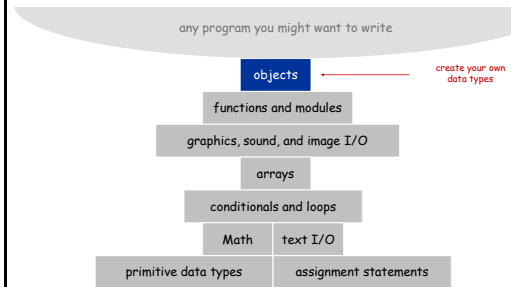 any program you might want to write
objects
create your own
data types
functions and modules
graphics, sound, and image I/O
arrays
conditionals and loops
Math
text I/O
primitive data types
assignment statements